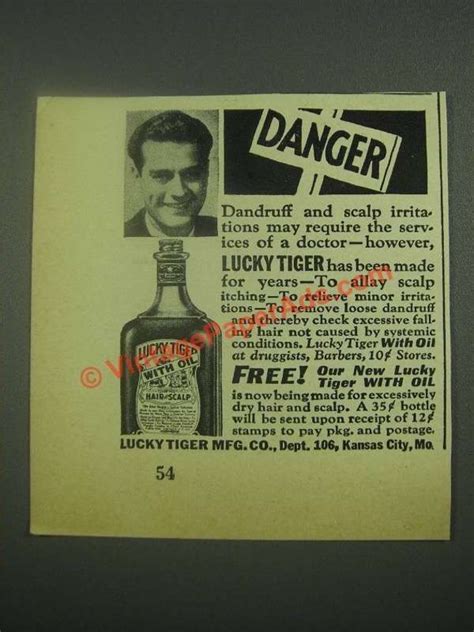 DANGER
Dandruff and scalp irrita-
tions may require the serv-
ices of a doctor—however,
LUCKY TIGER has been made
for years—To allay scalp
itching—To relieve minor irrita-
tions—To remove loose dandruff
and thereby check excessive fall-
ing hair not caused by systemic
conditions. Lucky Tiger With Oil
at druggists, Barbers, 10¢ Stores.
FREE! Our New Lucky
Tiger WITH OIL
is now being made for excessively
dry hair and scalp. A 35¢ bottle
will be sent upon receipt of 12¢
stamps to pay pkg. and postage.
LUCKY TIGER
WITH OIL
HAIR and SCALP
LUCKY TIGER MFG. CO., Dept. 106, Kansas City, Mo.
54
© VintagePaperAds.com